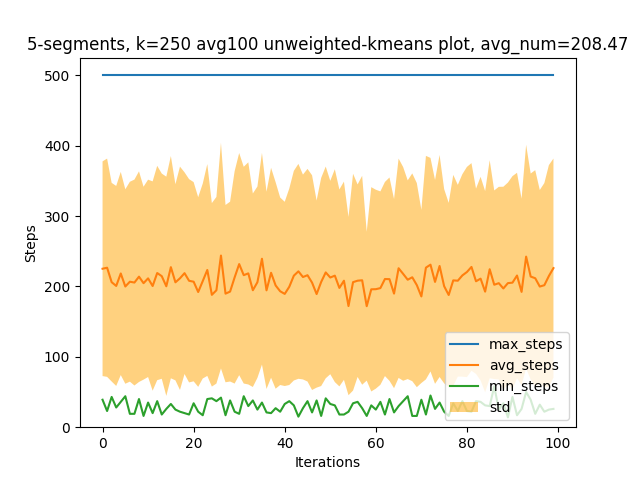 5-segments, k=250 avg100 unweighted-kmeans plot, avg_num=208.47
500
400
300
200
100
0
Steps
max_steps
avg_steps
min_steps
std
0 20 40 60 80 100
Iterations